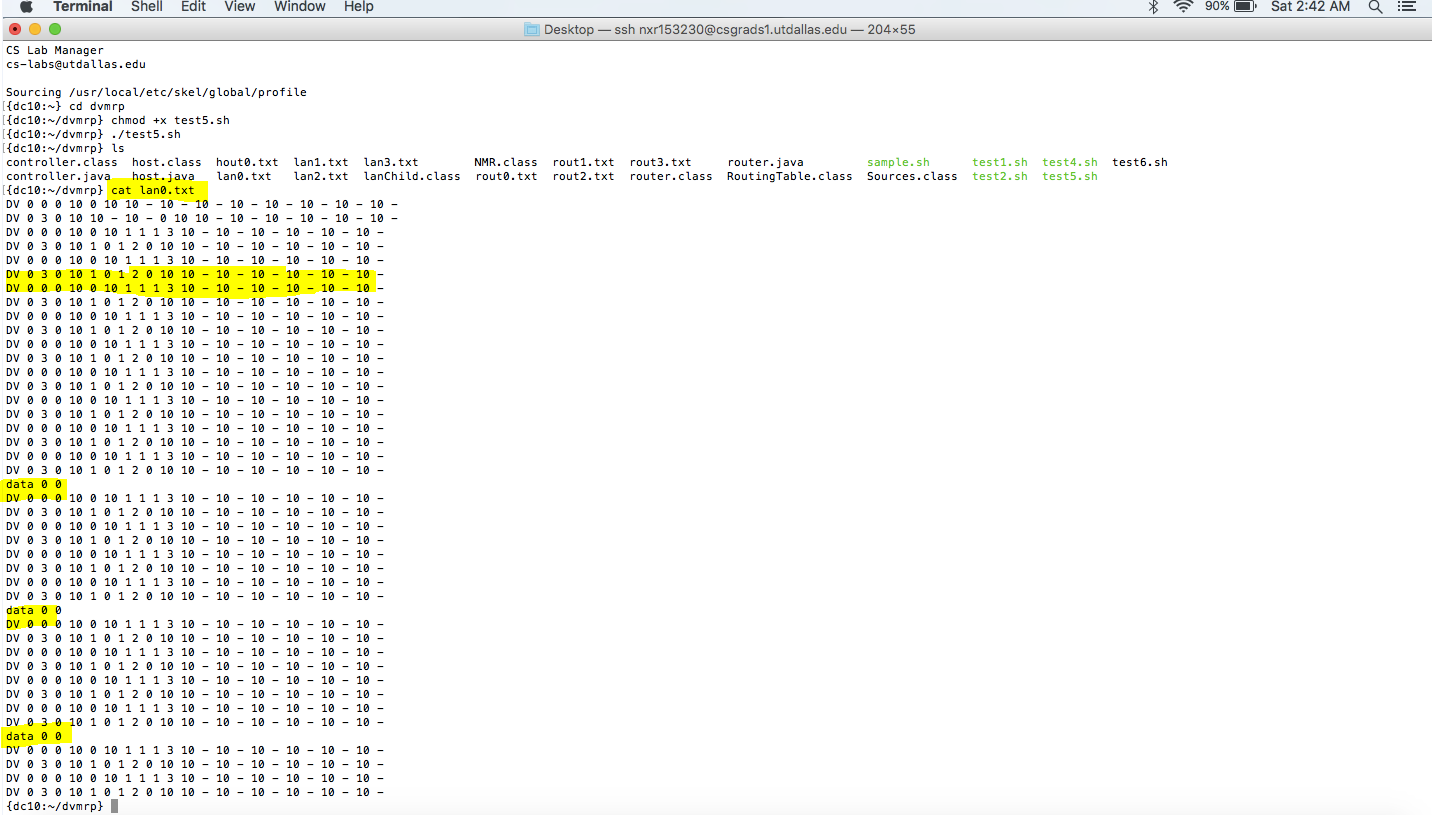 Terminal Shell Edit View Window Help 90% Sat 2:42 AM
Desktop — ssh nxr153230@csgrads1.utdallas.edu — 204×55
CS Lab Manager
cs-labs@utdallas.edu
Sourcing /usr/local/etc/skel/global/profile
[{dc10:~} cd dvmrp
[{dc10:~/dvmrp} chmod +x test5.sh
[{dc10:~/dvmrp} ./test5.sh
[{dc10:~/dvmrp} ls
controller.class host.class hout0.txt lan1.txt lan3.txt NMR.class rout1.txt rout3.txt router.java sample.sh test1.sh test4.sh test6.sh
controller.java host.java lan0.txt lan2.txt lanChild.class rout0.txt rout2.txt router.class RoutingTable.class Sources.class test2.sh test5.sh
[{dc10:~/dvmrp} cat lan0.txt
DV 0 0 0 10 0 10 10 - 10 - 10 - 10 - 10 - 10 - 10 - 10 -
DV 0 3 0 10 10 - 10 - 0 10 10 - 10 - 10 - 10 - 10 - 10 -
DV 0 0 0 10 0 10 1 1 1 3 10 - 10 - 10 - 10 - 10 - 10 -
DV 0 3 0 10 1 0 1 2 0 10 10 - 10 - 10 - 10 - 10 - 10 -
DV 0 0 0 10 0 10 1 1 1 3 10 - 10 - 10 - 10 - 10 - 10 -
DV 0 3 0 10 1 0 1 2 0 10 10 - 10 - 10 - 10 - 10 - 10 -
DV 0 0 0 10 0 10 1 1 1 3 10 - 10 - 10 - 10 - 10 - 10 -
DV 0 3 0 10 1 0 1 2 0 10 10 - 10 - 10 - 10 - 10 - 10 -
DV 0 0 0 10 0 10 1 1 1 3 10 - 10 - 10 - 10 - 10 - 10 -
DV 0 3 0 10 1 0 1 2 0 10 10 - 10 - 10 - 10 - 10 - 10 -
DV 0 0 0 10 0 10 1 1 1 3 10 - 10 - 10 - 10 - 10 - 10 -
DV 0 3 0 10 1 0 1 2 0 10 10 - 10 - 10 - 10 - 10 - 10 -
DV 0 0 0 10 0 10 1 1 1 3 10 - 10 - 10 - 10 - 10 - 10 -
DV 0 3 0 10 1 0 1 2 0 10 10 - 10 - 10 - 10 - 10 - 10 -
DV 0 0 0 10 0 10 1 1 1 3 10 - 10 - 10 - 10 - 10 - 10 -
DV 0 3 0 10 1 0 1 2 0 10 10 - 10 - 10 - 10 - 10 - 10 -
DV 0 0 0 10 0 10 1 1 1 3 10 - 10 - 10 - 10 - 10 - 10 -
DV 0 3 0 10 1 0 1 2 0 10 10 - 10 - 10 - 10 - 10 - 10 -
DV 0 0 0 10 0 10 1 1 1 3 10 - 10 - 10 - 10 - 10 - 10 -
DV 0 3 0 10 1 0 1 2 0 10 10 - 10 - 10 - 10 - 10 - 10 -
data 0 0
DV 0 0 0 10 0 10 1 1 1 3 10 - 10 - 10 - 10 - 10 - 10 -
DV 0 3 0 10 1 0 1 2 0 10 10 - 10 - 10 - 10 - 10 - 10 -
DV 0 0 0 10 0 10 1 1 1 3 10 - 10 - 10 - 10 - 10 - 10 -
DV 0 3 0 10 1 0 1 2 0 10 10 - 10 - 10 - 10 - 10 - 10 -
DV 0 0 0 10 0 10 1 1 1 3 10 - 10 - 10 - 10 - 10 - 10 -
DV 0 3 0 10 1 0 1 2 0 10 10 - 10 - 10 - 10 - 10 - 10 -
DV 0 0 0 10 0 10 1 1 1 3 10 - 10 - 10 - 10 - 10 - 10 -
DV 0 3 0 10 1 0 1 2 0 10 10 - 10 - 10 - 10 - 10 - 10 -
data 0 0
DV 0 0 0 10 0 10 1 1 1 3 10 - 10 - 10 - 10 - 10 - 10 -
DV 0 3 0 10 1 0 1 2 0 10 10 - 10 - 10 - 10 - 10 - 10 -
DV 0 0 0 10 0 10 1 1 1 3 10 - 10 - 10 - 10 - 10 - 10 -
DV 0 3 0 10 1 0 1 2 0 10 10 - 10 - 10 - 10 - 10 - 10 -
DV 0 0 0 10 0 10 1 1 1 3 10 - 10 - 10 - 10 - 10 - 10 -
DV 0 3 0 10 1 0 1 2 0 10 10 - 10 - 10 - 10 - 10 - 10 -
DV 0 0 0 10 0 10 1 1 1 3 10 - 10 - 10 - 10 - 10 - 10 -
DV 0 3 0 10 1 0 1 2 0 10 10 - 10 - 10 - 10 - 10 - 10 -
data 0 0
DV 0 0 0 10 0 10 1 1 1 3 10 - 10 - 10 - 10 - 10 - 10 -
DV 0 3 0 10 1 0 1 2 0 10 10 - 10 - 10 - 10 - 10 - 10 -
DV 0 0 0 10 0 10 1 1 1 3 10 - 10 - 10 - 10 - 10 - 10 -
DV 0 3 0 10 1 0 1 2 0 10 10 - 10 - 10 - 10 - 10 - 10 -
{dc10:~/dvmrp}